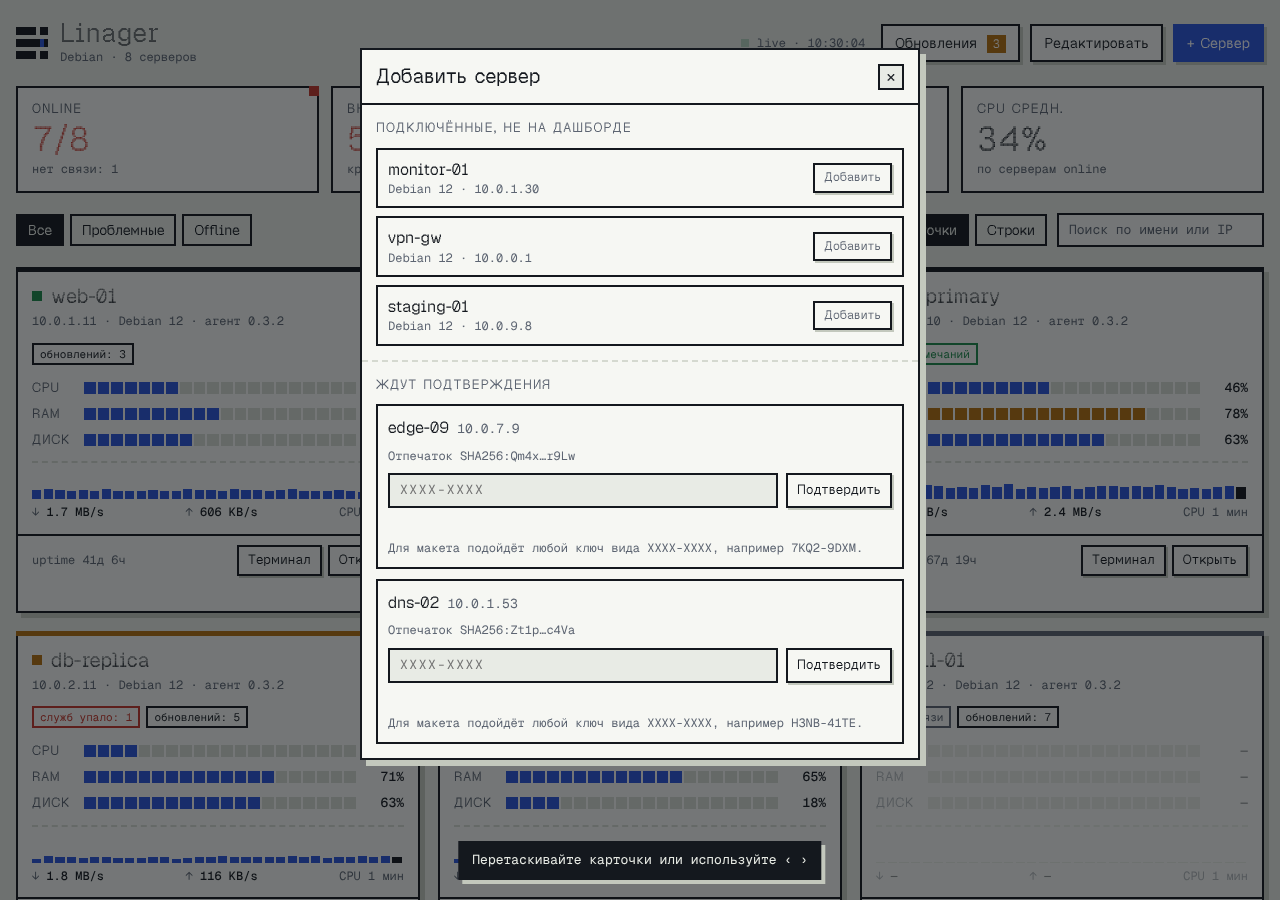 Linager
Debian · 8 серверов
live · 10:30:04
Обновления 3
Редактировать
+ Сервер
Добавить сервер
×
ONLINE
7/8
нет связи: 1
CPU СРЕДН.
34%
по серверам online
ПОДКЛЮЧЁННЫЕ, НЕ НА ДАШБОРДЕ
monitor-01
Debian 12 · 10.0.1.30
Добавить
vpn-gw
Debian 12 · 10.0.0.1
Добавить
staging-01
Debian 12 · 10.0.9.8
Добавить
Все
Проблемные
Offline
Строки
Поиск по имени или IP
ЖДУТ ПОДТВЕРЖДЕНИЯ
edge-09 10.0.7.9
Отпечаток SHA256:Qm4x…r9Lw
XXXX-XXXX
Подтвердить
Для макета подойдёт любой ключ вида XXXX-XXXX, например 7KQ2-9DXM.
dns-02 10.0.1.53
Отпечаток SHA256:Zt1p…c4Va
XXXX-XXXX
Подтвердить
Для макета подойдёт любой ключ вида XXXX-XXXX, например H3NB-41TE.
web-01
10.0.1.11 · Debian 12 · агент 0.3.2
обновлений: 3
CPU
RAM
ДИСК
↓ 1.7 MB/s
↑ 606 KB/s
CPU
uptime 41д 6ч
Терминал
primary
10 · Debian 12 · агент 0.3.2
46%
78%
63%
B/s
↑ 2.4 MB/s
CPU 1 мин
67д 19ч
Терминал
Открыть
db-replica
10.0.2.11 · Debian 12 · агент 0.3.2
служб упало: 1
обновлений: 5
CPU
RAM
71%
ДИСК
63%
↓ 1.8 MB/s
↑ 116 KB/s
CPU 1 мин
RAM
65%
ДИСК
18%
CPU 1 мин
ll-01
2 · Debian 12 · агент 0.3.2
обновлений: 7
–
RAM
–
ДИСК
–
↓ –
↑ –
CPU 1 мин
Перетаскивайте карточки или используйте ‹ ›